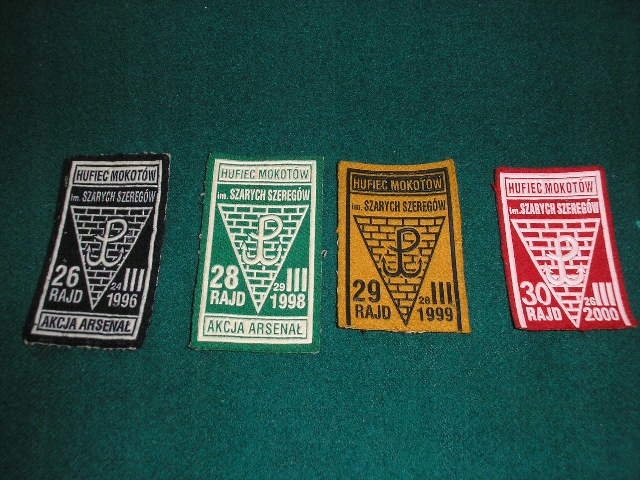 HUFIEC MOKOTÓW
im. SZARYCH SZEREGÓW
26 RAJD
24 III 1996
AKCJA ARSENAŁ
HUFIEC MOKOTÓW
im. SZARYCH SZEREGÓW
28 RAJD
29 III 1998
AKCJA ARSENAŁ
HUFIEC MOKOTÓW
im. SZARYCH SZEREGÓW
29 RAJD
28 III 1999
HUFIEC MOKOTÓW
im. SZARYCH SZEREGÓW
30 RAJD
26 III 2000